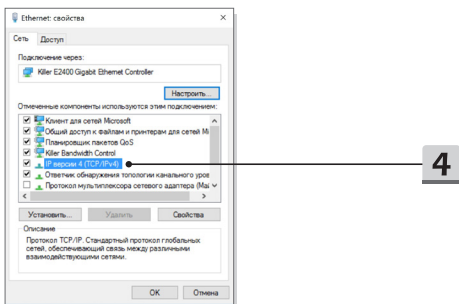 Ethernet: свойства
Сеть Доступ
Подключение через:
Killer E2400 Gigabit Ethernet Controller
Настроить...
Отмеченные компоненты используются этим подключением:
Клиент для сетей Microsoft
Общий доступ к файлам и принтерам для сетей Mi
Планировщик пакетов QoS
Killer Bandwidth Control
IP версии 4 (TCP/IPv4)
4
Ответчик обнаружения топологии канального уров
Протокол мультиплексора сетевого адаптера (Май
Установить... Удалить Свойства
Описание
Протокол TCP/IP. Стандартный протокол глобальных
сетей, обеспечивающий связь между различными
взаимодействующими сетями.
OK Отмена